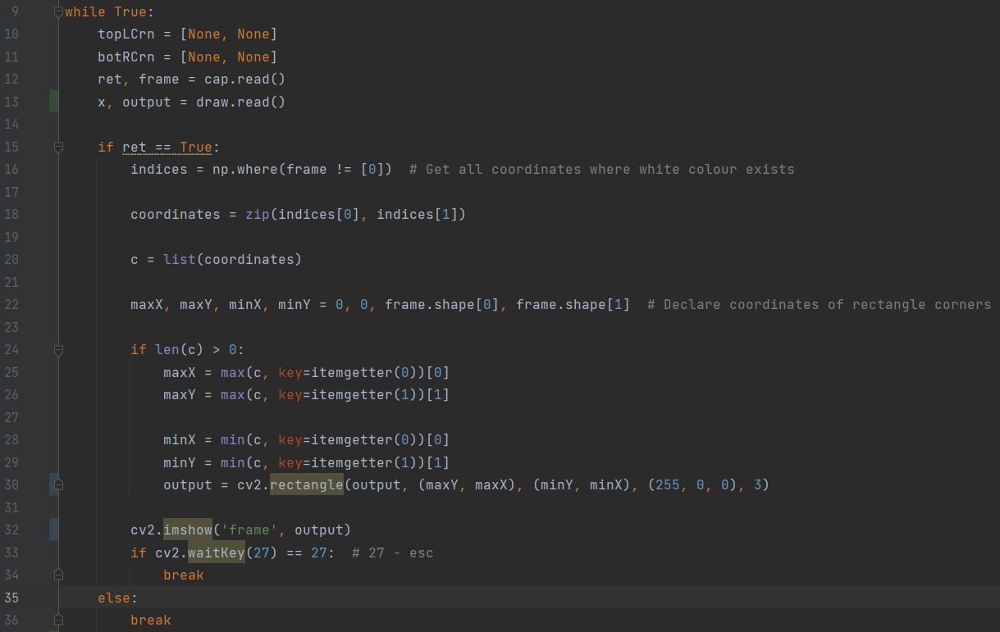 9 while True:
10 topLCrn = [None, None]
11 botRCrn = [None, None]
12 ret, frame = cap.read()
13 x, output = draw.read()
14
15 if ret == True:
16 indices = np.where(frame != [0])  # Get all coordinates where white colour exists
17
18 coordinates = zip(indices[0], indices[1])
19
20 c = list(coordinates)
21
22 maxX, maxY, minX, minY = 0, 0, frame.shape[0], frame.shape[1]  # Declare coordinates of rectangle corners
23
24 if len(c) > 0:
25 maxX = max(c, key=itemgetter(0))[0]
26 maxY = max(c, key=itemgetter(1))[1]
27
28 minX = min(c, key=itemgetter(0))[0]
29 minY = min(c, key=itemgetter(1))[1]
30 output = cv2.rectangle(output, (maxY, maxX), (minY, minX), (255, 0, 0), 3)
31
32 cv2.imshow('frame', output)
33 if cv2.waitKey(27) == 27:  # 27 - esc
34 break
35 else:
36 break